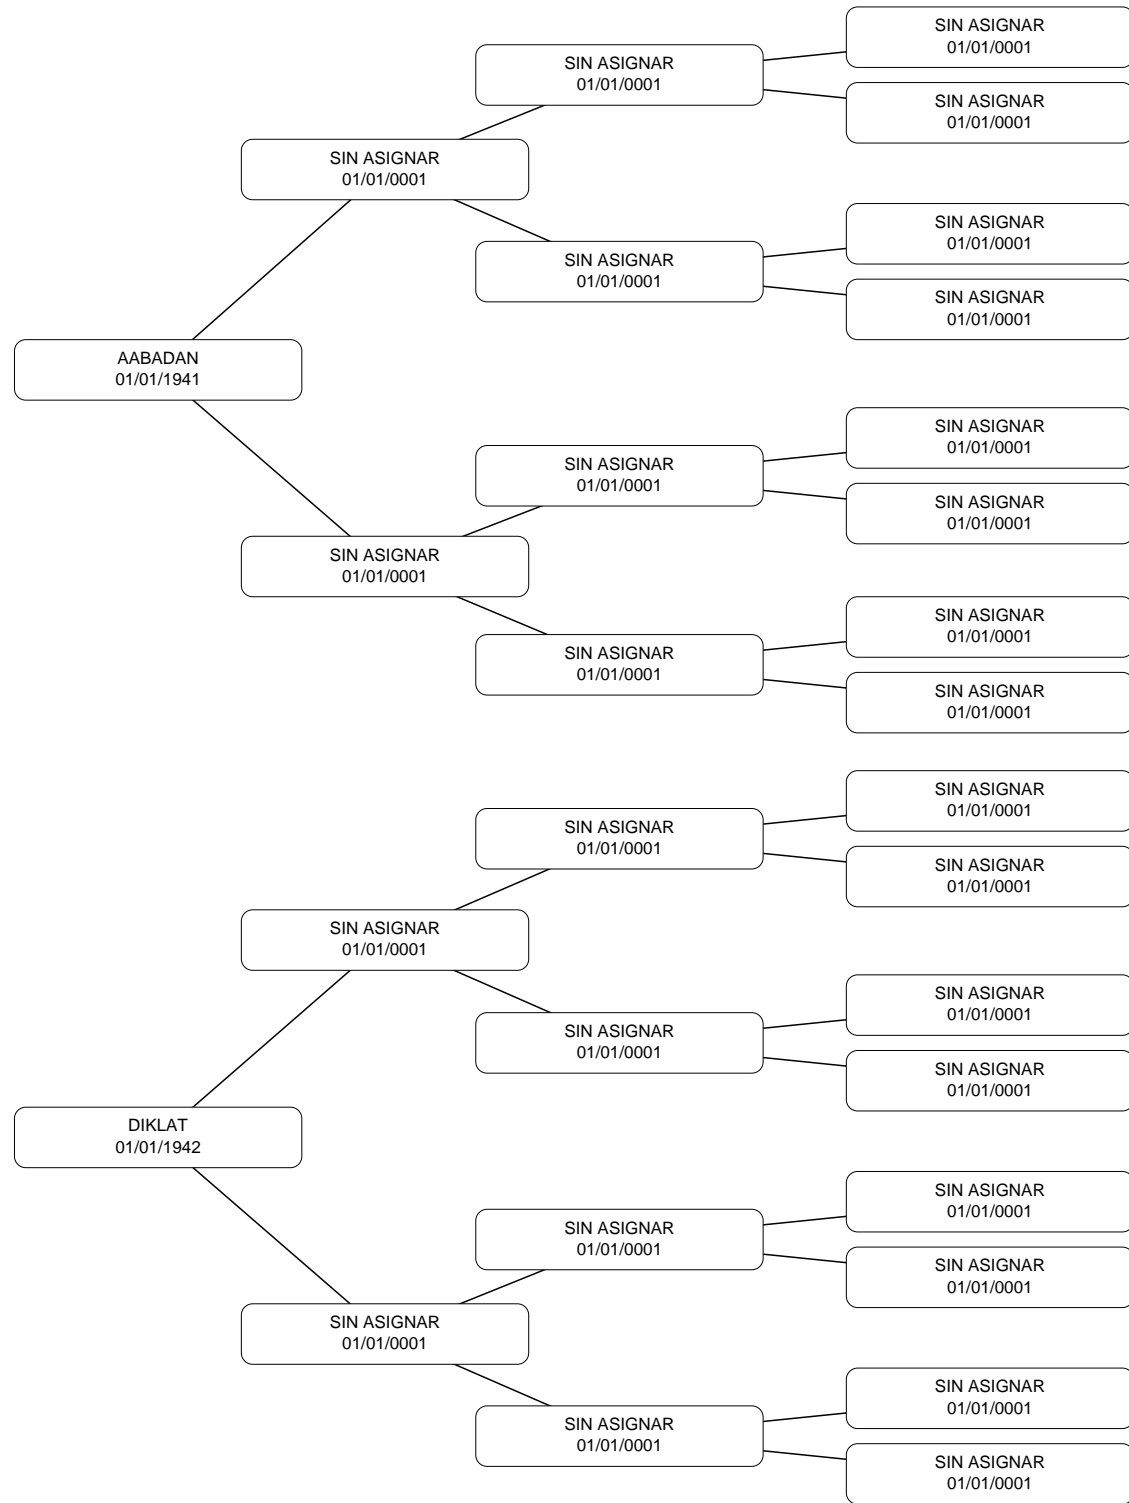 SIN ASIGNAR
01/01/0001
SIN ASIGNAR
01/01/0001
SIN ASIGNAR
01/01/0001
SIN ASIGNAR
01/01/0001
SIN ASIGNAR
01/01/0001
SIN ASIGNAR
01/01/0001
SIN ASIGNAR
01/01/0001
AABADAN
01/01/1941
SIN ASIGNAR
01/01/0001
SIN ASIGNAR
01/01/0001
SIN ASIGNAR
01/01/0001
SIN ASIGNAR
01/01/0001
SIN ASIGNAR
01/01/0001
SIN ASIGNAR
01/01/0001
SIN ASIGNAR
01/01/0001
SIN ASIGNAR
01/01/0001
SIN ASIGNAR
01/01/0001
SIN ASIGNAR
01/01/0001
SIN ASIGNAR
01/01/0001
SIN ASIGNAR
01/01/0001
SIN ASIGNAR
01/01/0001
SIN ASIGNAR
01/01/0001
DIKLAT
01/01/1942
SIN ASIGNAR
01/01/0001
SIN ASIGNAR
01/01/0001
SIN ASIGNAR
01/01/0001
SIN ASIGNAR
01/01/0001
SIN ASIGNAR
01/01/0001
SIN ASIGNAR
01/01/0001
SIN ASIGNAR
01/01/0001